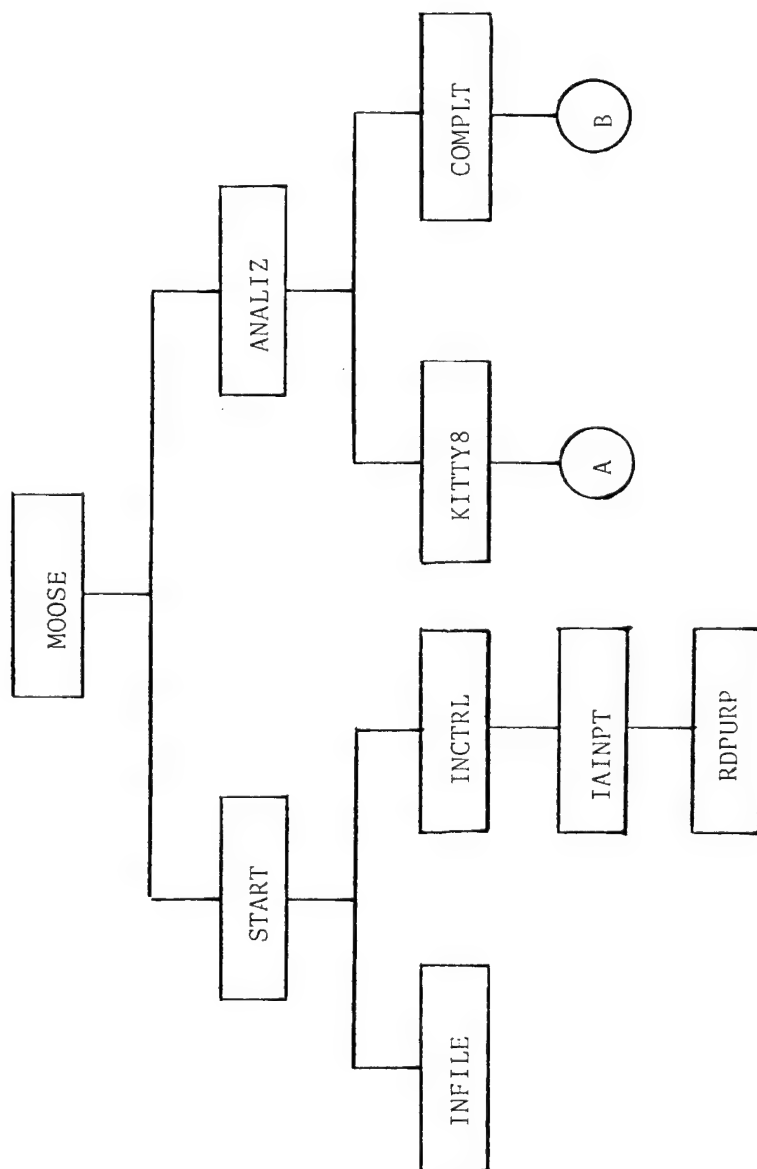 MOOSE
START
ANALIZ
INFILE
INCTRL
KITTY8
COMPLT
IAINPT
A
B
RDPURP